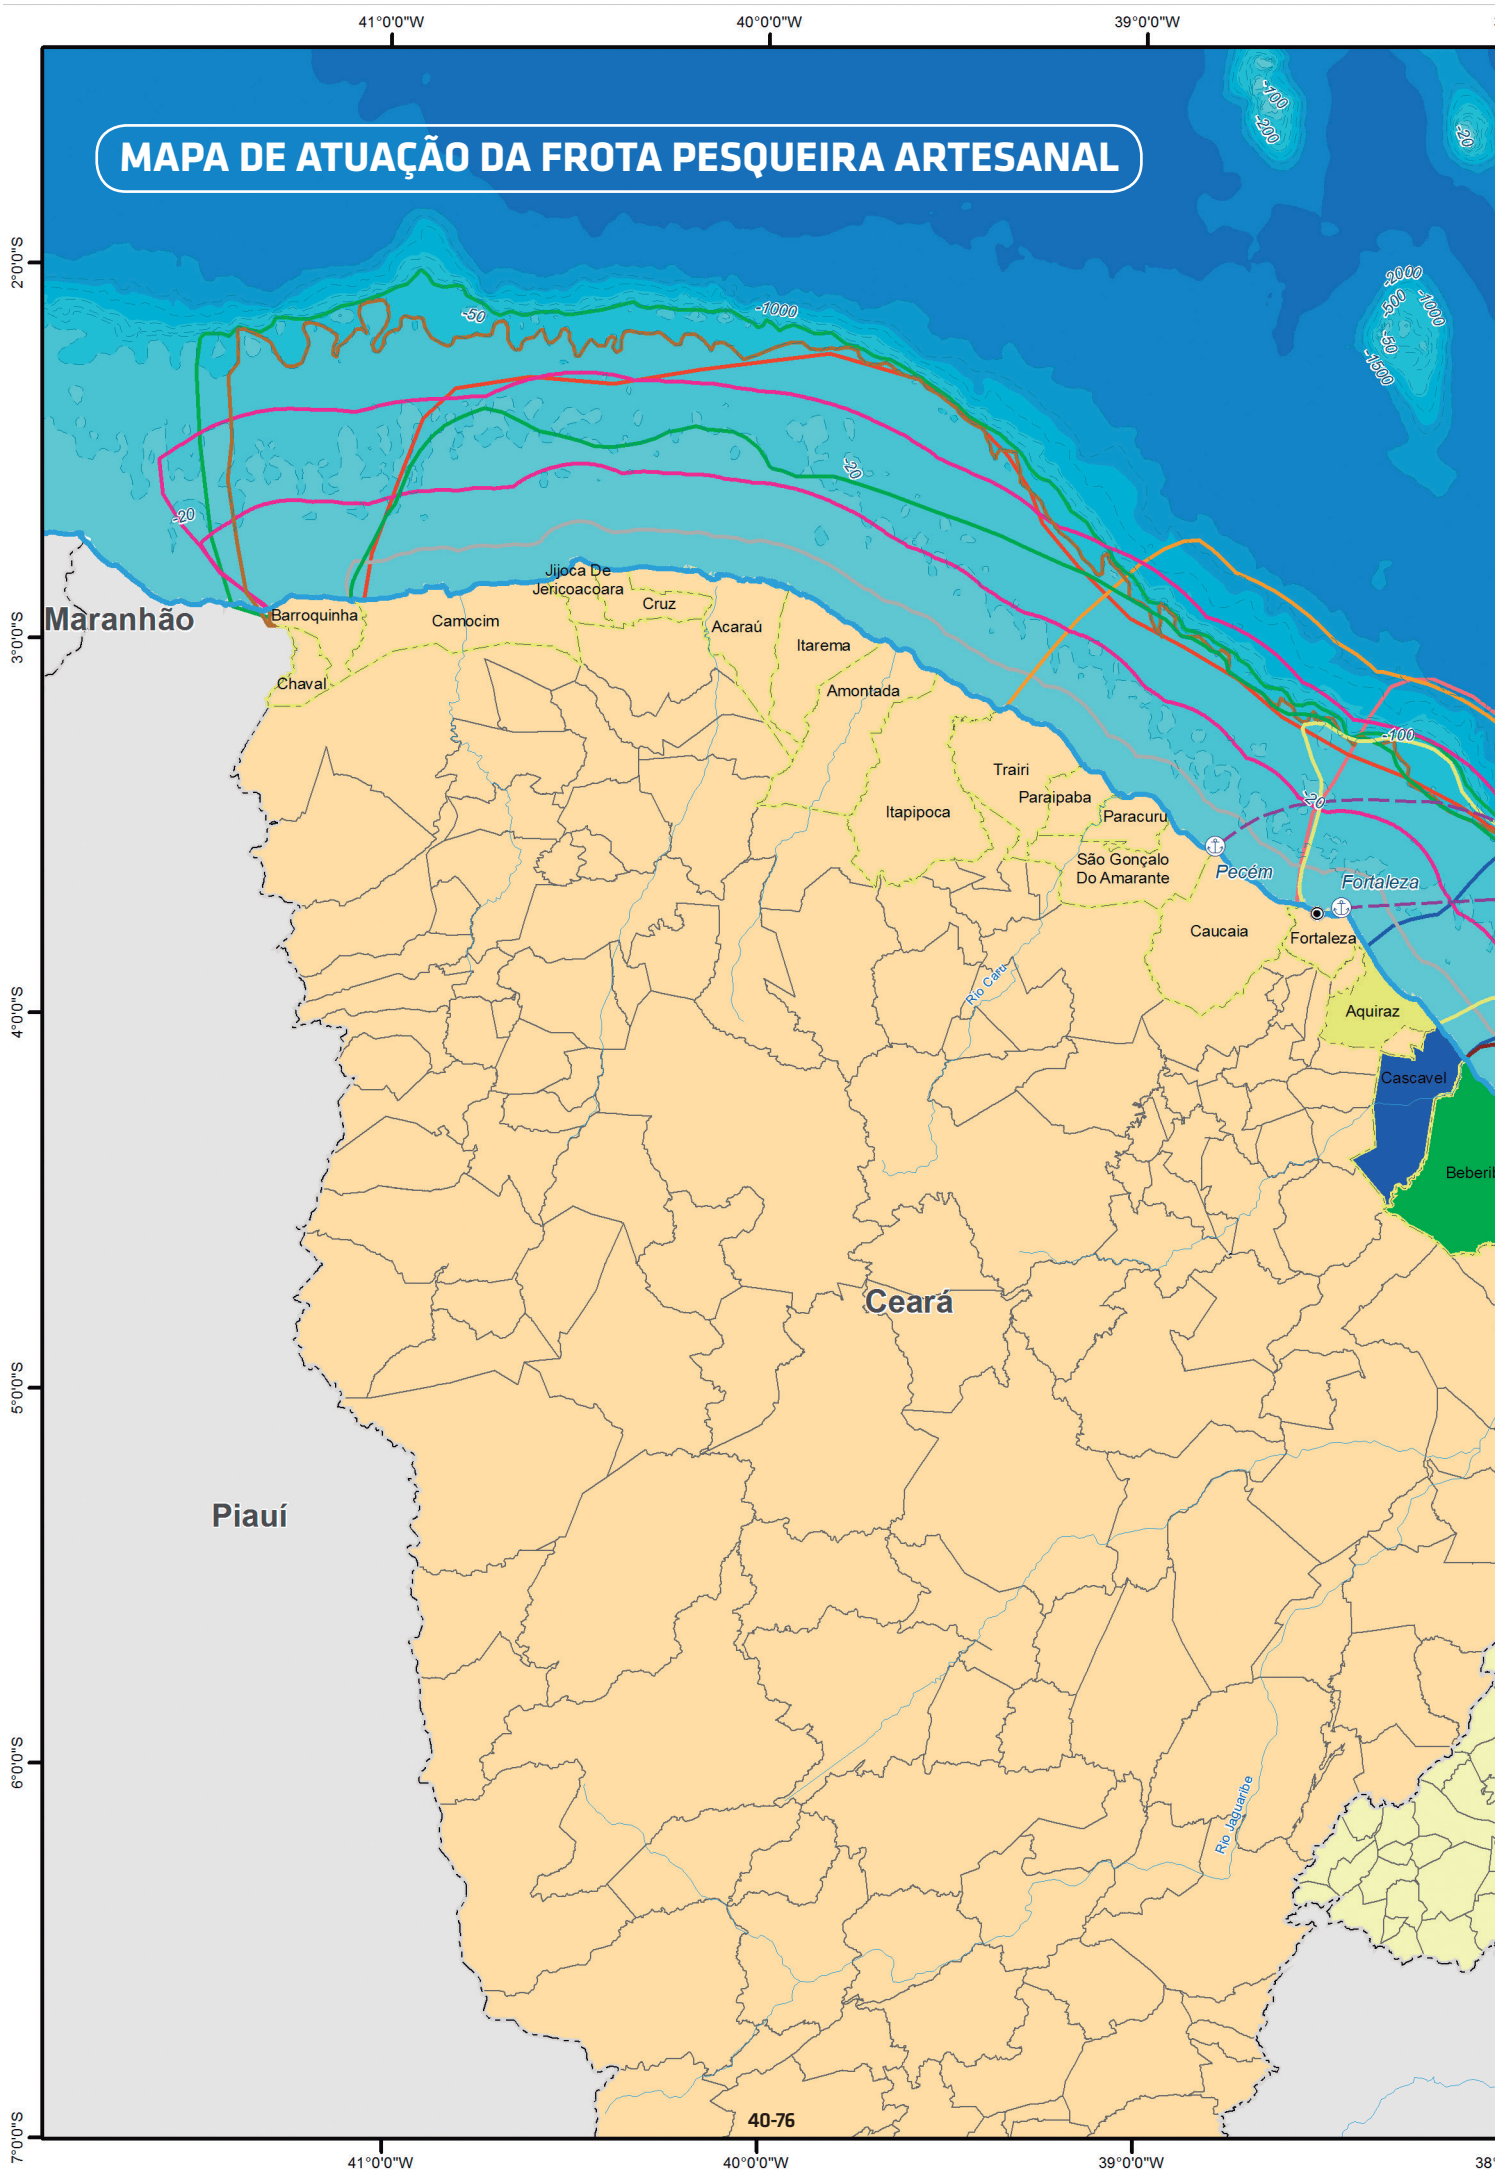 41°0'0"W
40°0'0"W
39°0'0"W
MAPA DE ATUAÇÃO DA FROTA PESQUEIRA ARTESANAL
-100
-200
-20
2°0'0"S
-2000
-500
-1000
-50
-1500
-50
-1000
-20
-20
Jijoca De
Jericoacoara
Maranhão
Barroquinha
Camocim
Cruz
Acaraú
Itarema
3°0'0"S
Chaval
Amontada
-100
Trairi
Paraipaba
Itapipoca
Paracuru
-20
São Gonçalo
Do Amarante
Pecém
Fortaleza
Caucaia
Fortaleza
Rio Caru
4°0'0"S
Aquiraz
Cascavel
Beberil
Ceará
5°0'0"S
Piauí
6°0'0"S
Rio Jaguaribe
40-76
7°0'0"S
41°0'0"W
40°0'0"W
39°0'0"W
38°